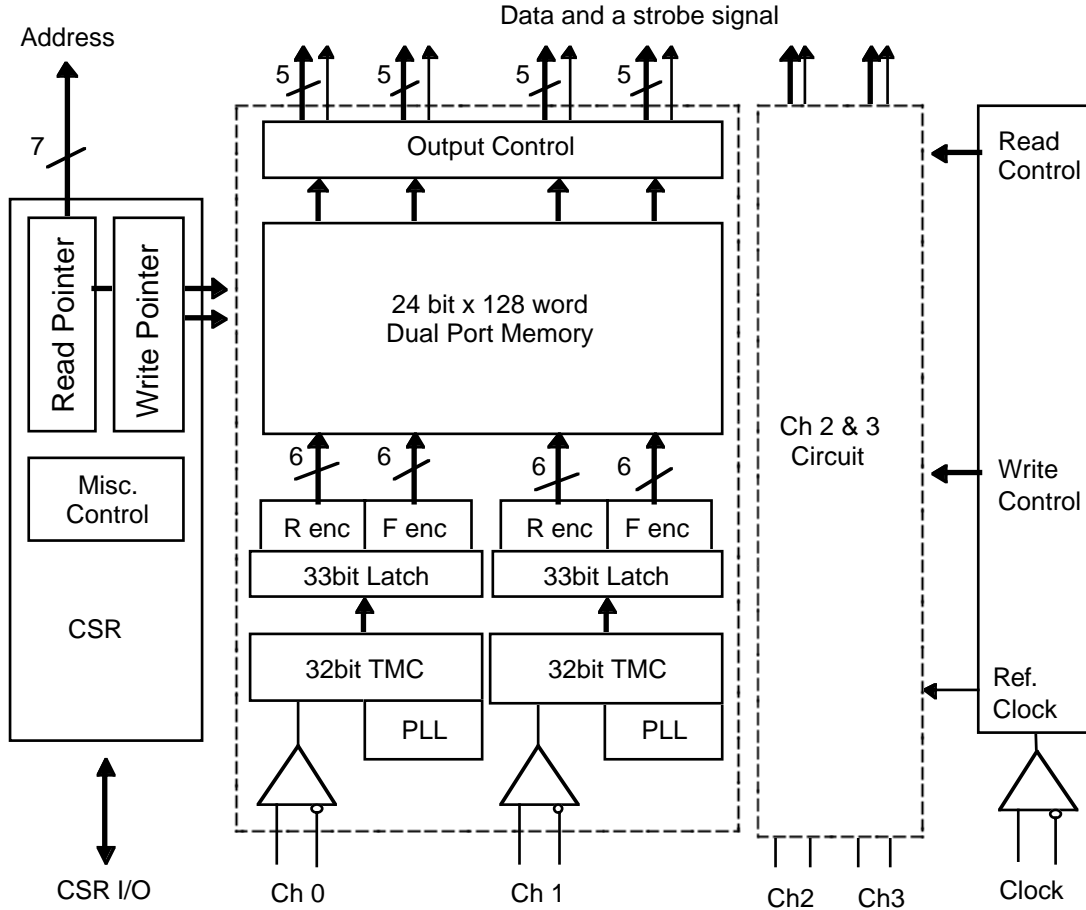 Data and a strobe signal
Address
5
5
5
5
7
Output Control
Read
Control
Read Pointer
Write Pointer
24 bit x 128 word
Dual Port Memory
Ch 2 & 3
Circuit
6
6
6
6
Misc.
Control
Write
Control
R enc
F enc
R enc
F enc
33bit Latch
33bit Latch
CSR
32bit TMC
32bit TMC
Ref.
Clock
PLL
PLL
CSR I/O
Ch 0
Ch 1
Ch2
Ch3
Clock